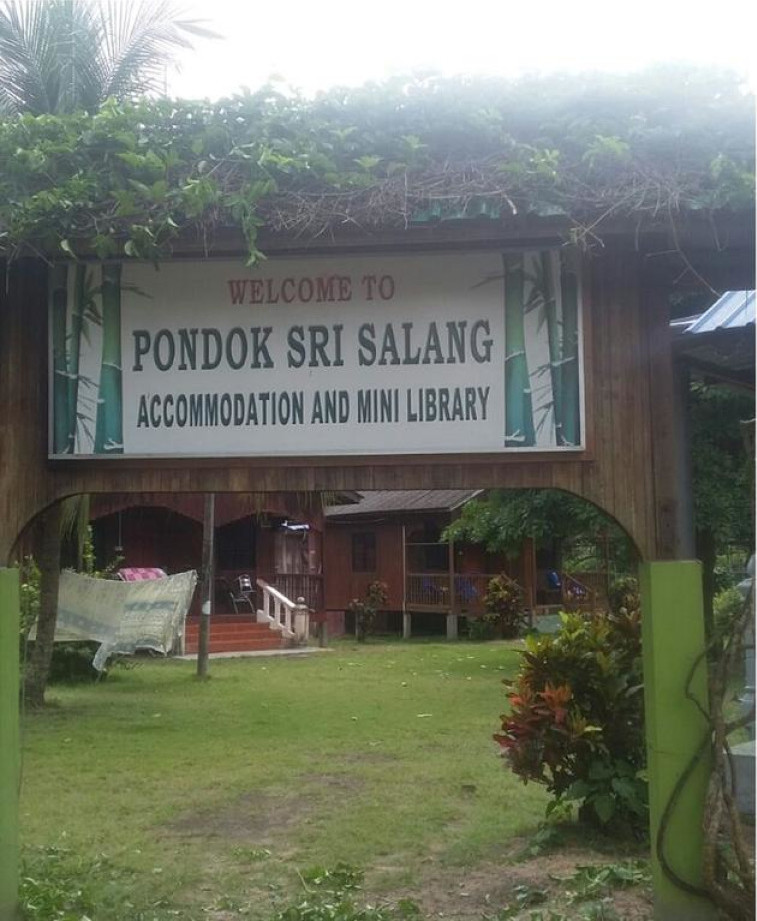 WELCOME TO
PONDOK SRI SALANG
ACCOMMODATION AND MINI LIBRARY